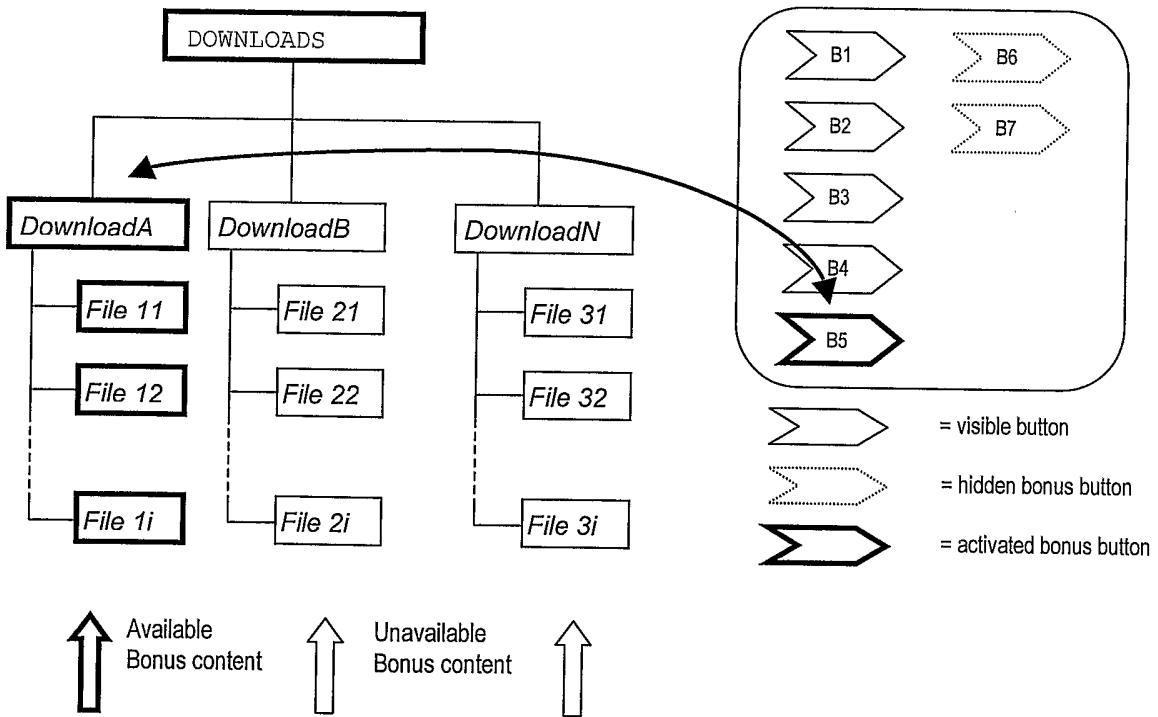 DOWNLOADS
B1
B6
B2
B7
B3
B4
B5
DownloadA
DownloadB
DownloadN
File 11
File 21
File 31
File 12
File 22
File 32
File 1i
File 2i
File 3i
= visible button
= hidden bonus button
= activated bonus button
Available
Bonus content
Unavailable
Bonus content